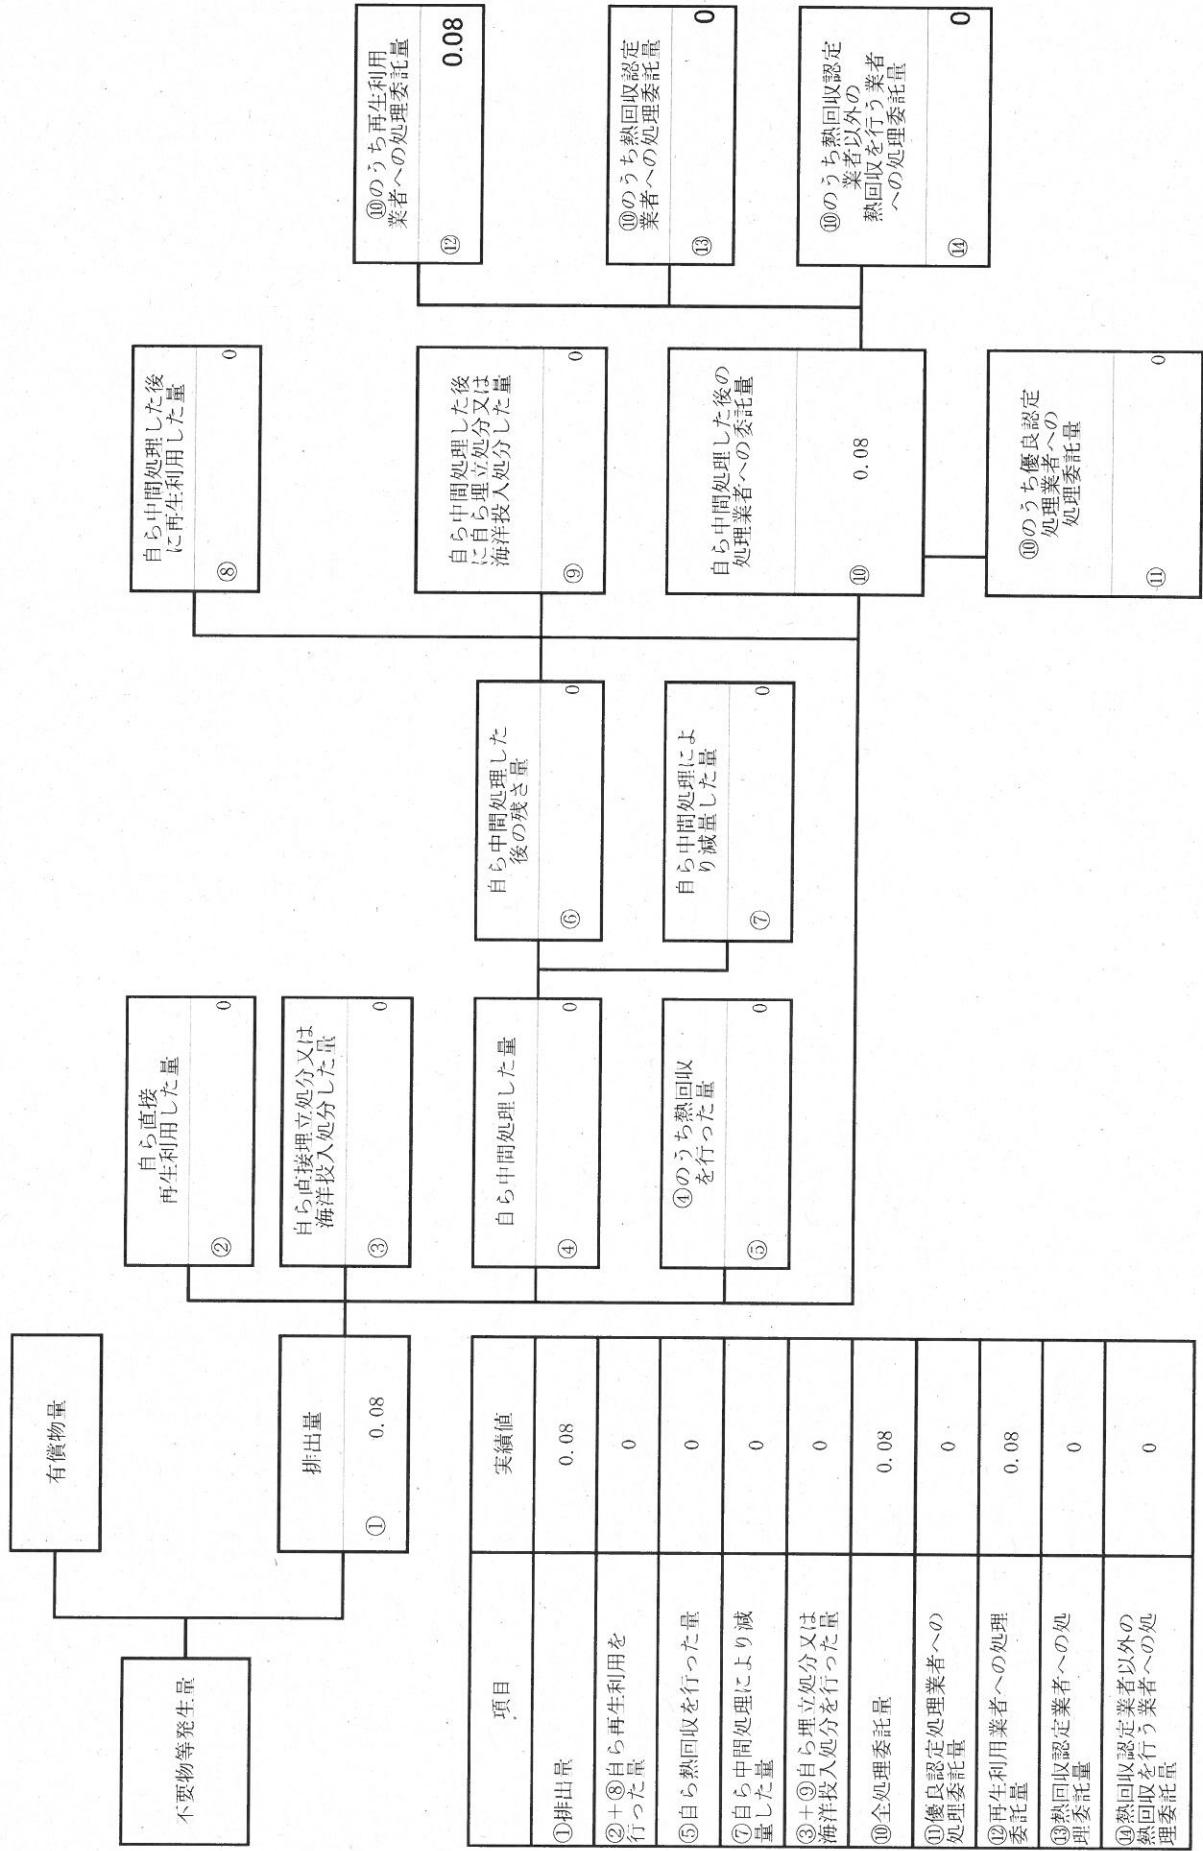 不要物等発生量
有償物量
排出量
①
0.08
自ら直接
再生利用した量
②
0
自ら直接埋立処分又は
海洋投入処分した量
③
0
自ら中間処理した量
④
0
④のうち熱回収
を行った量
⑤
0
自ら中間処理した
後の残さ量
⑥
0
自ら中間処理によ
り減量した量
⑦
0
自ら中間処理した後
に再生利用した量
⑧
0
自ら中間処理した後
に自ら埋立処分又は
海洋投入処分した量
⑨
0
自ら中間処理した後の
処理業者への委託量
⑩
0.08
⑩のうち優良認定
処理業者への
処理委託量
⑪
0
⑩のうち再生利用
業者への処理委託量
⑫
0.08
⑩のうち熱回収認定
業者への処理委託量
⑬
0
⑩のうち熱回収認定
業者以外の
熱回収を行う業者
への処理委託量
⑭
0
項目 実績値
①排出量 0.08
②+⑧自ら再生利用を
行った量 0
⑤自ら熱回収を行った量 0
⑦自ら中間処理により減
量した量 0
③+⑨自ら埋立処分又は
海洋投入処分を行った量 0
⑩全処理委託量 0.08
⑪優良認定処理業者への
処理委託量 0
⑫再生利用業者への処理
委託量 0.08
⑬熱回収認定業者への処
理委託量 0
⑭熱回収認定業者以外の
熱回収を行う業者への処
理委託量 0